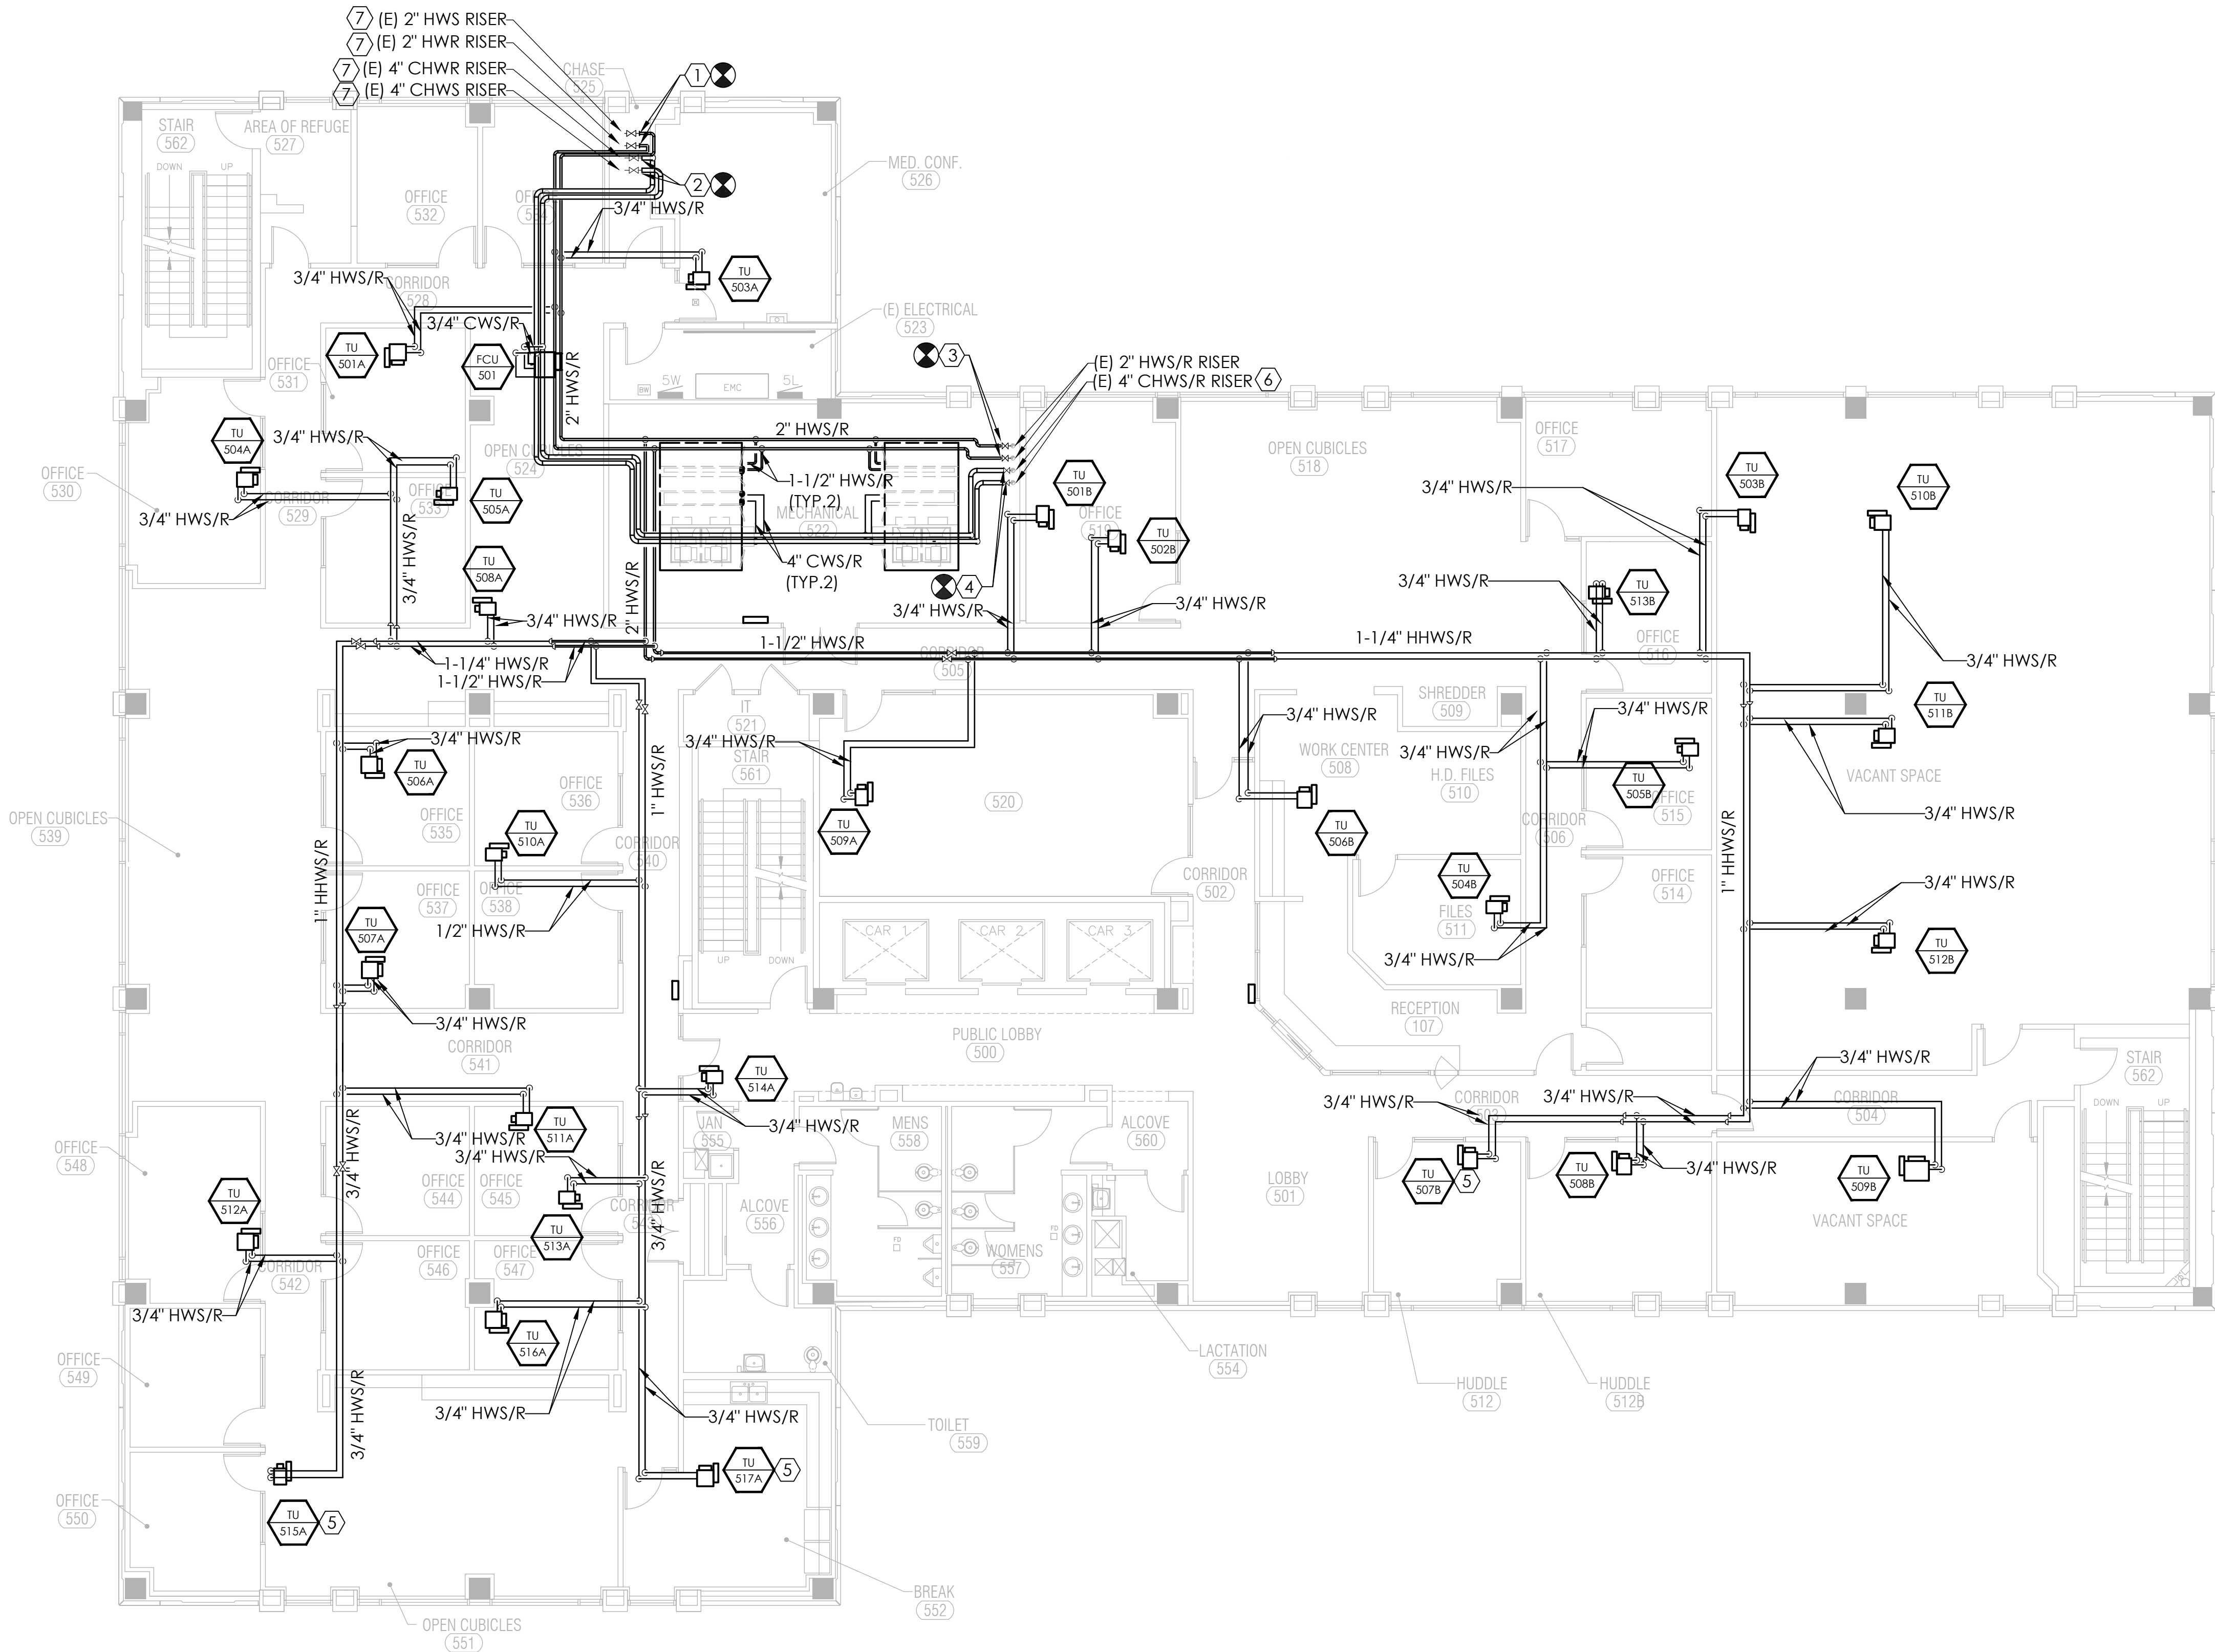 7 (E) 2" HWS RISER
7 (E) 2" HWR RISER
7 (E) 4" CHWR RISER
7 (E) 4" CHWS RISER
CHASE
525
1
2
STAIR
562
DOWN
UP
AREA OF REFUGE
527
OFFICE
532
3/4" HWS/R
MED. CONF.
526
TU
503A
3/4" HWS/R
CORRIDOR
528
3/4" CWS/R
TU
501A
FCU
501
OFFICE
531
2" HWS/R
(E) ELECTRICAL
523
BW
5W
EMC
5L
3
(E) 2" HWS/R RISER
(E) 4" CHWS/R RISER 6
2" HWS/R
TU
504A
3/4" HWS/R
OPEN CUBICLES
524
OFFICE
530
CORRIDOR
529
3/4" HWS/R
OFFICE
533
TU
505A
3/4" HWS/R
1-1/2" HWS/R
(TYP.2)
MECHANICAL
522
4" CWS/R
(TYP.2)
4
TU
501B
OFFICE
519
TU
502B
OPEN CUBICLES
518
OFFICE
517
TU
503B
TU
510B
3/4" HWS/R
3/4" HWS/R
TU
513B
OFFICE
516
TU
508A
3/4" HWS/R
2" HWS/R
3/4" HWS/R
3/4" HWS/R
1-1/2" HWS/R
CORRIDOR
505
1-1/4" HHWS/R
3/4" HWS/R
1-1/4" HWS/R
1-1/2" HWS/R
IT
521
STAIR
561
3/4" HWS/R
3/4" HWS/R
SHREDDER
509
3/4" HWS/R
3/4" HWS/R
WORK CENTER
508
H.D. FILES
510
TU
511B
VACANT SPACE
3/4" HWS/R
3/4" HWS/R
TU
506A
OFFICE
536
OFFICE
535
1" HWS/R
TU
510A
CORRIDOR
540
TU
509A
520
TU
506B
TU
505B
OFFICE
515
CORRIDOR
506
1" HHWS/R
OPEN CUBICLES
539
1" HHWS/R
OFFICE
537
OFFICE
538
1/2" HWS/R
TU
507A
3/4" HWS/R
CORRIDOR
541
CORRIDOR
502
TU
504B
OFFICE
514
3/4" HWS/R
FILES
511
3/4" HWS/R
TU
512B
CAR 1
CAR 2
CAR 3
UP
DOWN
PUBLIC LOBBY
500
RECEPTION
107
3/4" HWS/R
STAIR
562
TU
514A
3/4" HWS/R
JAN
555
MENS
558
ALCOVE
560
CORRIDOR
503
3/4" HWS/R
3/4" HWS/R
CORRIDOR
504
DOWN
UP
3/4" HWS/R
TU
511A
3/4" HWS/R
3/4" HWS/R
OFFICE
548
OFFICE
544
OFFICE
545
3/4" HWS/R
TU
512A
TU
513A
ALCOVE
556
FD
FD
WOMENS
557
LOBBY
501
TU
507B
5
TU
508B
3/4" HWS/R
TU
509B
VACANT SPACE
CORRIDOR
542
OFFICE
546
OFFICE
547
3/4" HWS/R
TU
516A
LACTATION
554
OFFICE
549
3/4" HWS/R
3/4" HWS/R
3/4" HWS/R
HUDDLE
512
HUDDLE
512B
TOILET
559
TU
517A
5
OFFICE
550
TU
515A
5
BREAK
552
OPEN CUBICLES
551